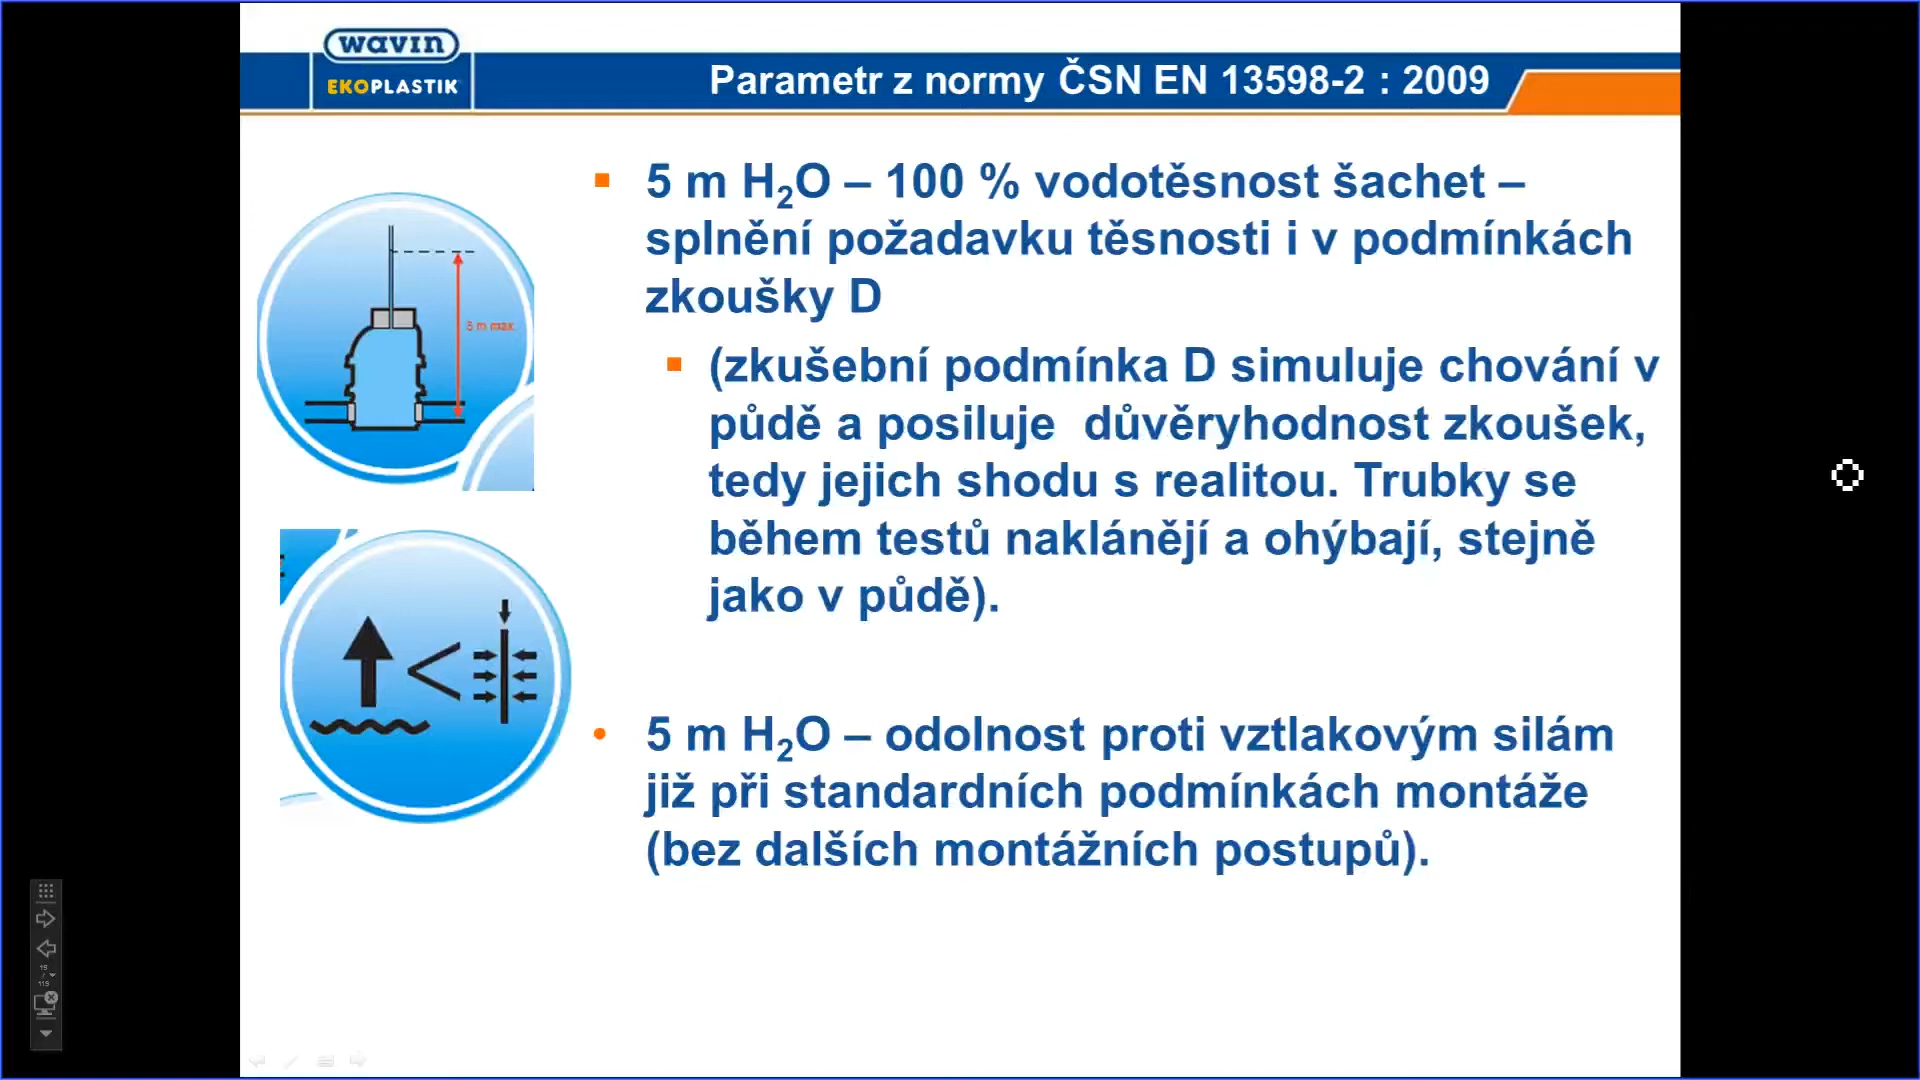 wavin
EKOPLASTIK
Parametr z normy ČSN EN 13598-2 : 2009
5 m H₂O – 100 % vodotěsnost šachet –
splnění požadavku těsnosti i v podmínkách
zkoušky D
5 m max.
(zkušební podmínka D simuluje chování v
půdě a posiluje důvěryhodnost zkoušek,
tedy jejich shodu s realitou. Trubky se
během testů naklánějí a ohýbají, stejně
jako v půdě).
5 m H₂O – odolnost proti vztlakovým silám
již při standardních podmínkách montáže
(bez dalších montážních postupů).